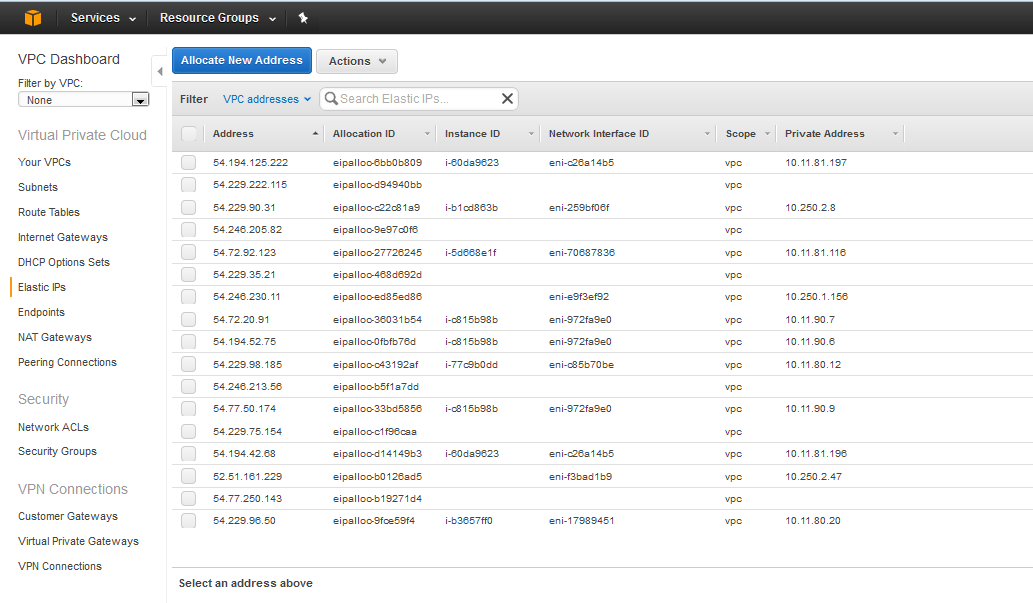 Services Resource Groups
VPC Dashboard
Filter by VPC:
None
Virtual Private Cloud
Your VPCs
Subnets
Route Tables
Internet Gateways
DHCP Options Sets
Elastic IPs
Endpoints
NAT Gateways
Peering Connections
Security
Network ACLs
Security Groups
VPN Connections
Customer Gateways
Virtual Private Gateways
VPN Connections
Allocate New Address Actions
Filter VPC addresses Search Elastic IPs...
Address Allocation ID Instance ID Network Interface ID Scope Private Address
54.194.125.222 eipalloc-6bb0b809 i-60da9623 eni-c26a14b5 vpc 10.11.81.197
54.229.222.115 eipalloc-d94940bb vpc
54.229.90.31 eipalloc-c22c81a9 i-b1cd863b eni-259bf06f vpc 10.250.2.8
54.246.205.82 eipalloc-9e97c0f6 vpc
54.72.92.123 eipalloc-27726245 i-5d668e1f eni-70687836 vpc 10.11.81.116
54.229.35.21 eipalloc-468d692d vpc
54.246.230.11 eipalloc-ed85ed86 eni-e9f3ef92 vpc 10.250.1.156
54.72.20.91 eipalloc-36031b54 i-c815b98b eni-972fa9e0 vpc 10.11.90.7
54.194.52.75 eipalloc-0fbfb76d i-c815b98b eni-972fa9e0 vpc 10.11.90.6
54.229.98.185 eipalloc-c43192af i-77c9b0dd eni-c85b70be vpc 10.11.80.12
54.246.213.56 eipalloc-b5f1a7dd vpc
54.77.50.174 eipalloc-33bd5856 i-c815b98b eni-972fa9e0 vpc 10.11.90.9
54.229.75.154 eipalloc-c1f96caa vpc
54.194.42.68 eipalloc-d14149b3 i-60da9623 eni-c26a14b5 vpc 10.11.81.196
52.51.161.229 eipalloc-b0126ad5 eni-f3bad1b9 vpc 10.250.2.47
54.77.250.143 eipalloc-b19271d4 vpc
54.229.96.50 eipalloc-9fce59f4 i-b3657ff0 eni-17989451 vpc 10.11.80.20
Select an address above